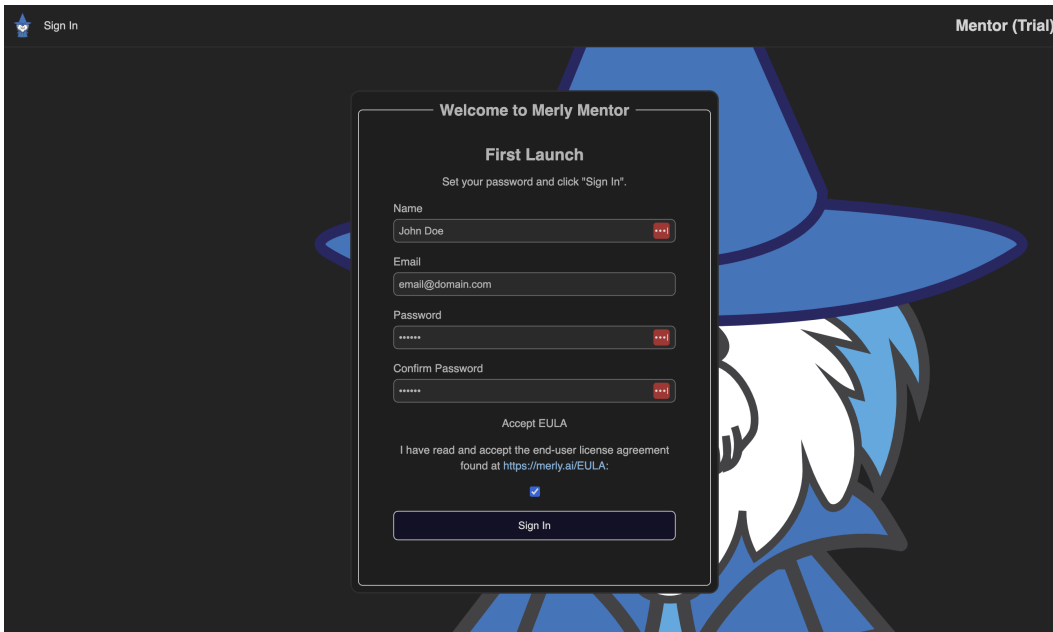 Sign In
Mentor (Trial)
Welcome to Merly Mentor
First Launch
Set your password and click "Sign In".
Name
John Doe
Email
email@domain.com
Password
••••••
Confirm Password
••••••
Accept EULA
I have read and accept the end-user license agreement
found at https://merly.ai/EULA:
Sign In